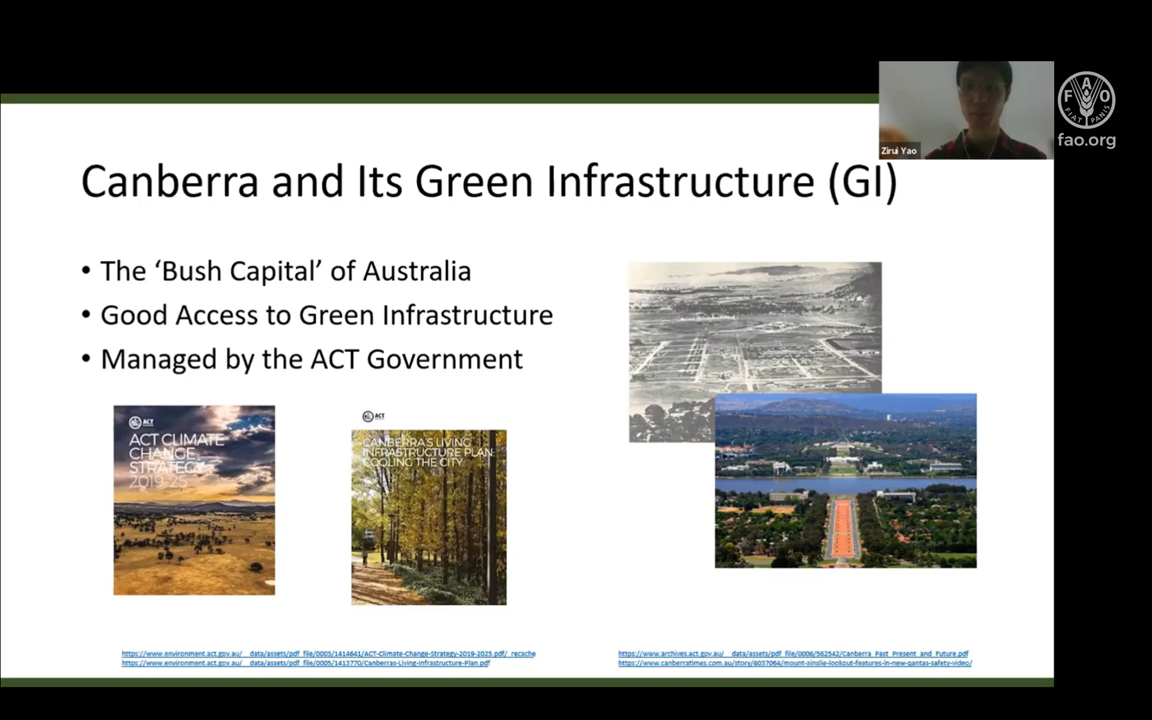 FAO
FIAT PANIS
fao.org
Zirui Yao
Canberra and Its Green Infrastructure (GI)
• The ‘Bush Capital’ of Australia
• Good Access to Green Infrastructure
• Managed by the ACT Government
ACT
ACT CLIMATE
CHANGE
STRATEGY
2019-25
ACT
CANBERRA'S LIVING
INFRASTRUCTURE PLAN:
COOLING THE CITY
https://www.environment.act.gov.au/__data/assets/pdf_file/0003/1414641/ACT-Climate-Change-Strategy-2019-2025.pdf/_recache
https://www.environment.act.gov.au/__data/assets/pdf_file/0005/1413770/Canberras-Living-Infrastructure-Plan.pdf
https://www.archives.act.gov.au/__data/assets/pdf_file/0006/562542/Canberra_Past_Present_and_Future.pdf
https://www.canberratimes.com.au/story/6037064/mount-ainslie-lookout-features-in-new-qantas-safety-video/